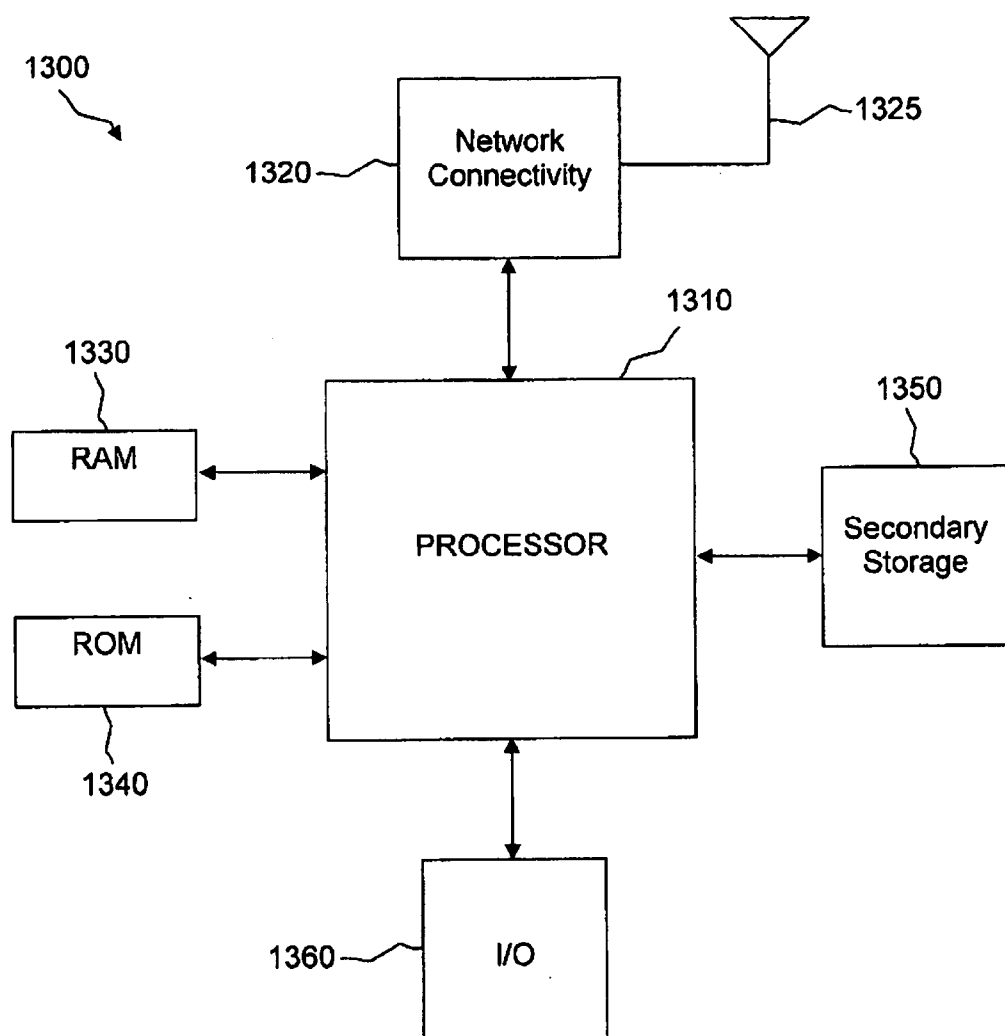 1300
1325
Network
Connectivity
1320
1310
1330
1350
RAM
Secondary
Storage
PROCESSOR
ROM
1340
1360
I/O